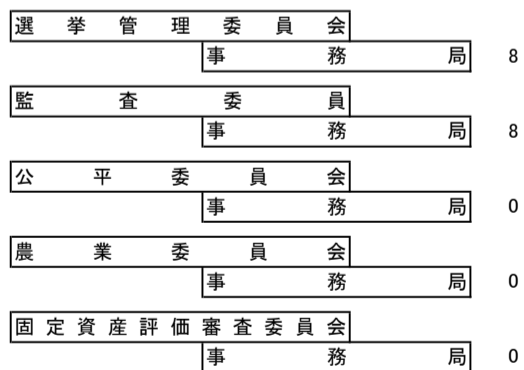 選挙管理委員会
事務局 8
監査委員
事務局 8
公平委員会
事務局 0
農業委員会
事務局 0
固定資産評価審査委員会
事務局 0